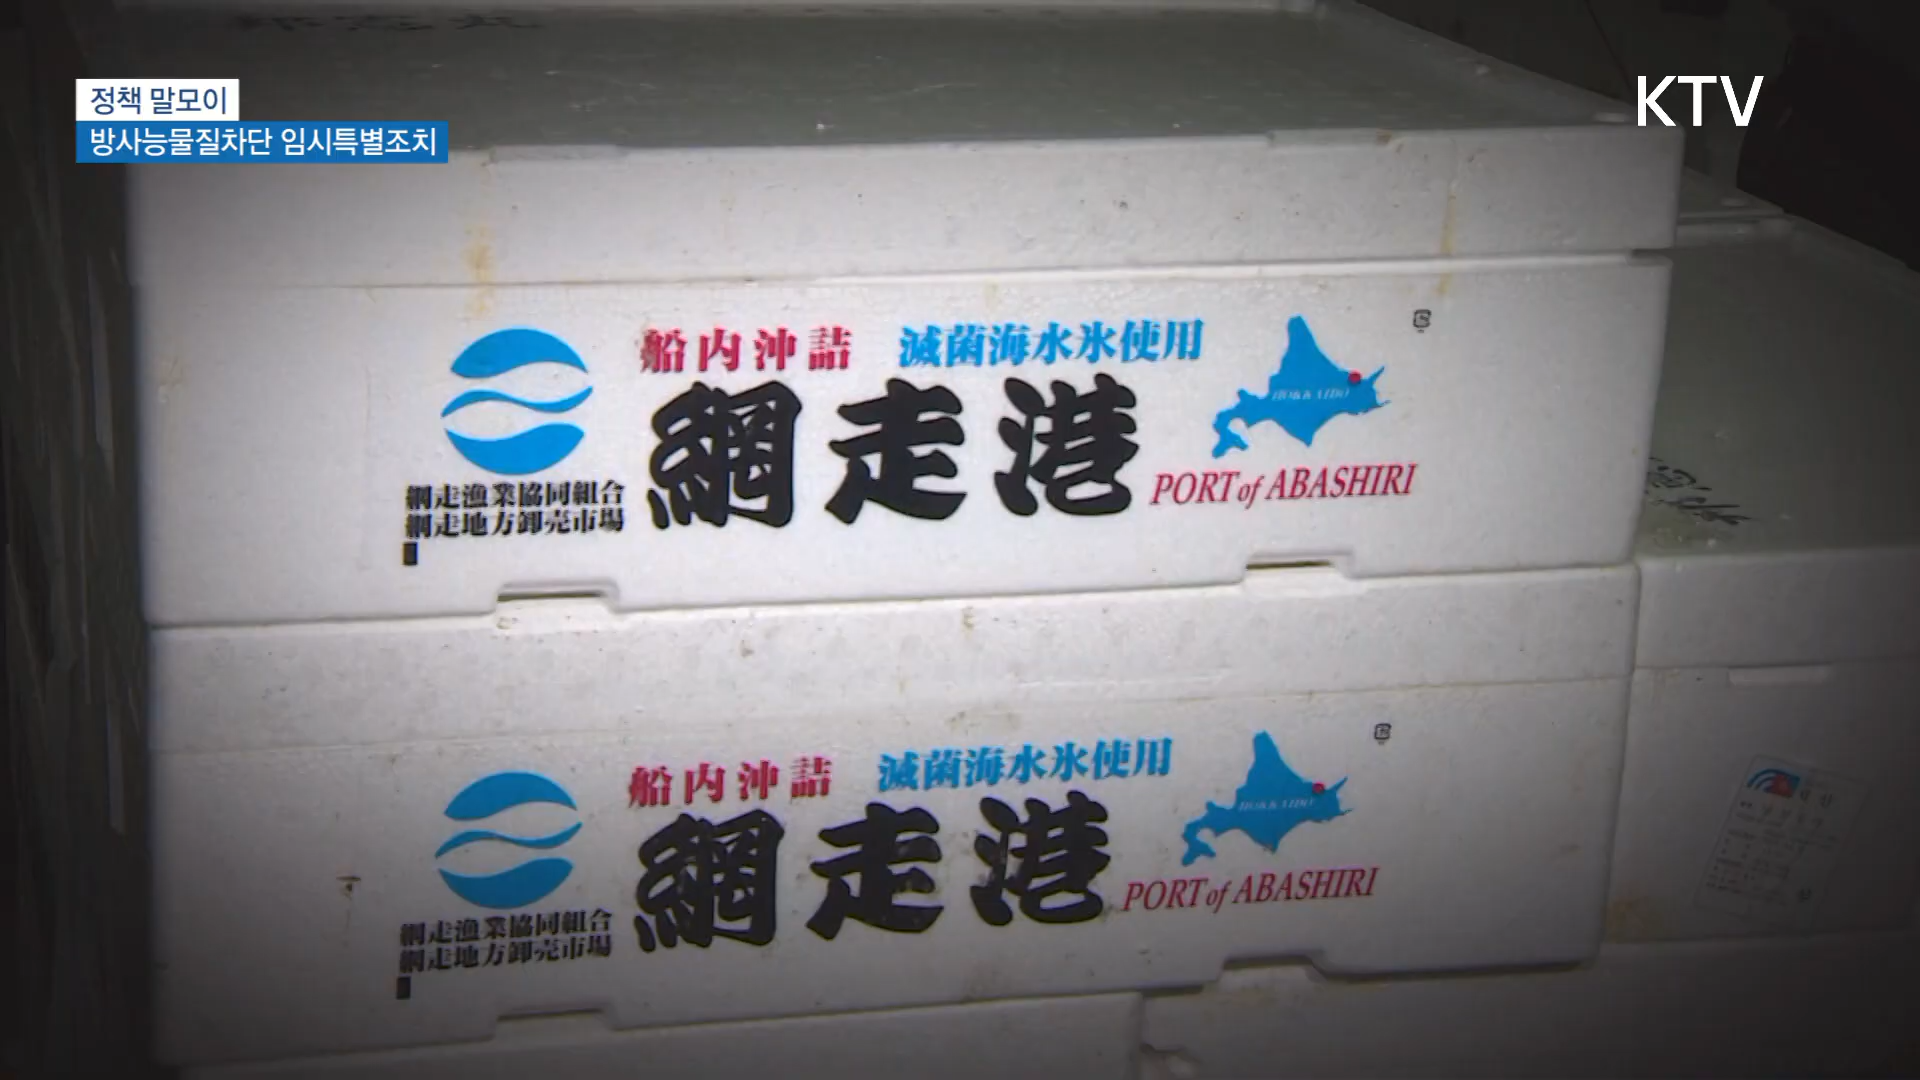 정책 말모이
방사능물질차단 임시특별조치
KTV
船内沖詰 滅菌海水氷使用
網走港
HOKKAIDO
PORT of ABASHIRI
網走漁業協同組合
網走地方卸売市場
船内沖詰 滅菌海水氷使用
網走港
HOKKAIDO
PORT of ABASHIRI
網走漁業協同組合
網走地方卸売市場